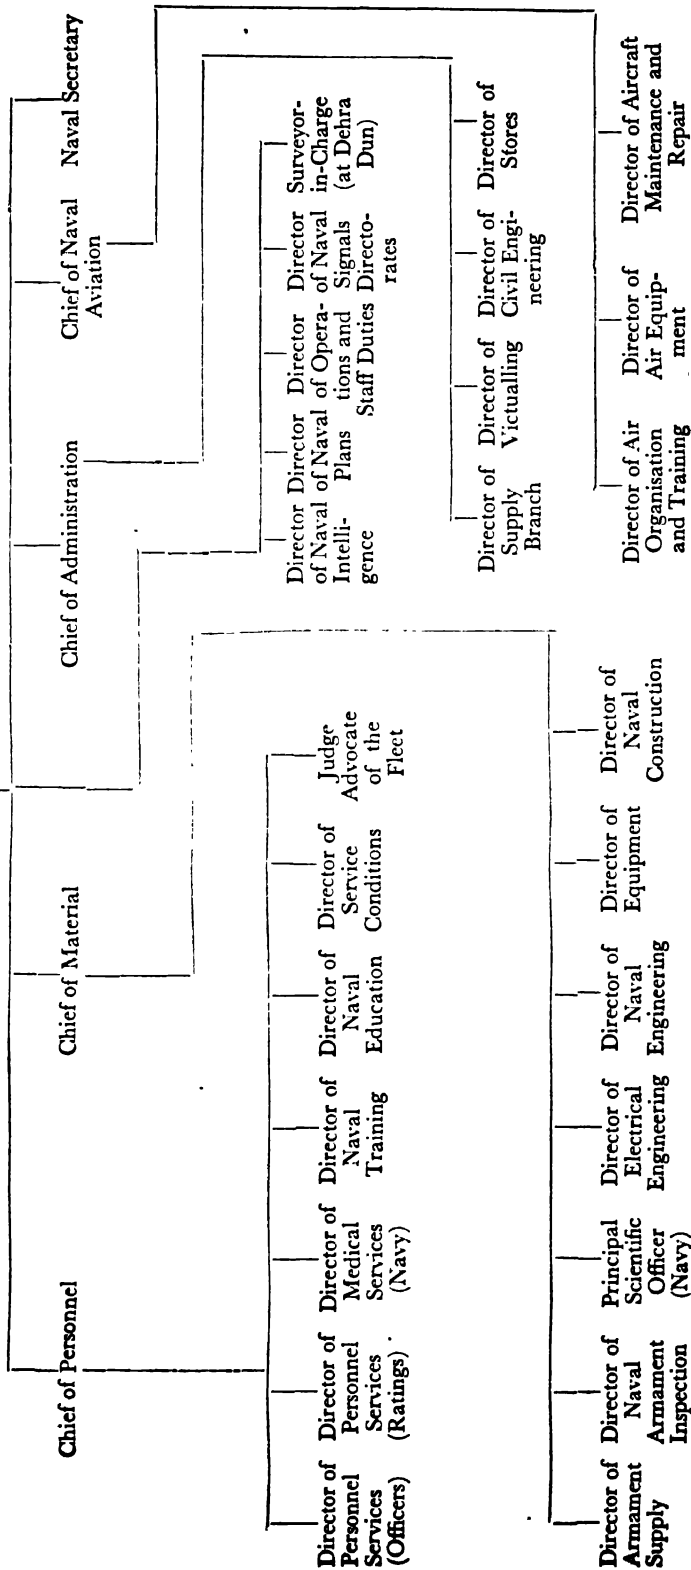 Chief of Personnel
Chief of Material
Chief of Administration
Chief of Naval
Aviation
Naval Secretary
Director of
Personnel
Services
(Officers)
Director of
Personnel
Services
(Ratings)
Director of
Medical
Services
(Navy)
Director of
Naval
Training
Director of
Naval
Education
Director of
Service
Conditions
Judge
Advocate
of the
Fleet
Director
of Naval
Intelli-
gence
Director
of Naval
Plans
Director
of Opera-
tions and
Staff Duties
Director
of Naval
Signals
Directo-
rates
Surveyor-
in-Charge
(at Dehra
Dun)
Director of
Supply
Branch
Director of
Victualling
Director of
Civil Engi-
neering
Director of
Stores
Director of
Armament
Supply
Director of
Naval
Armament
Inspection
Principal
Scientific
Officer
(Navy)
Director of
Electrical
Engineering
Director of
Naval
Engineering
Director of
Equipment
Director of
Naval
Construction
Director of Air
Organisation
and Training
Director of
Air Equip-
ment
Director of Aircraft
Maintenance and
Repair